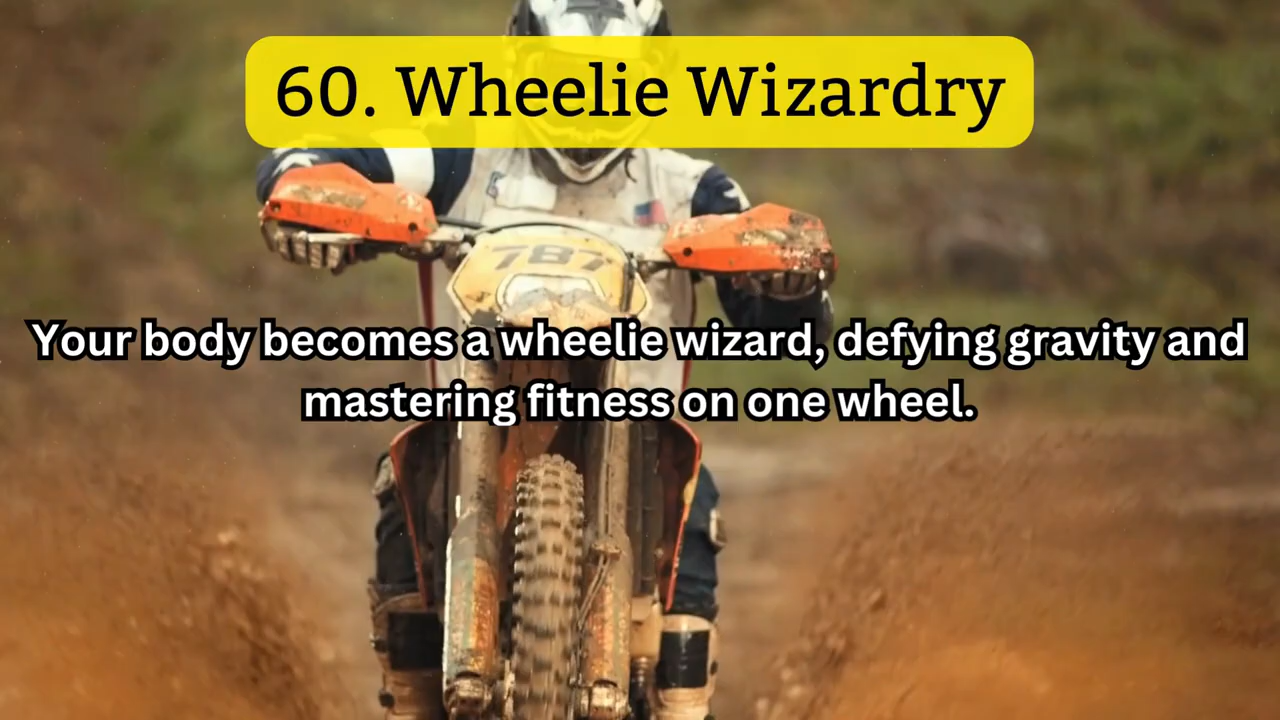 60. Wheelie Wizardry
787
Your body becomes a wheelie wizard, defying gravity and
mastering fitness on one wheel.